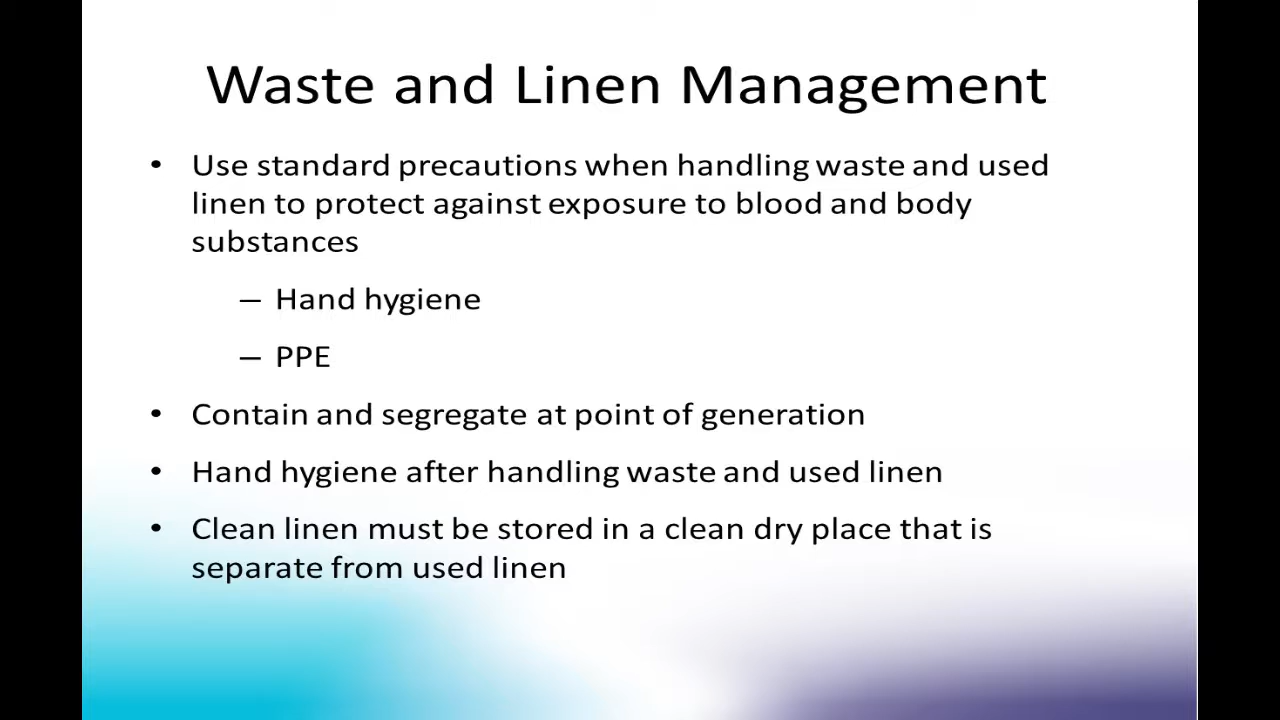 Waste and Linen Management
• Use standard precautions when handling waste and used
linen to protect against exposure to blood and body
substances
– Hand hygiene
– PPE
• Contain and segregate at point of generation
• Hand hygiene after handling waste and used linen
• Clean linen must be stored in a clean dry place that is
separate from used linen